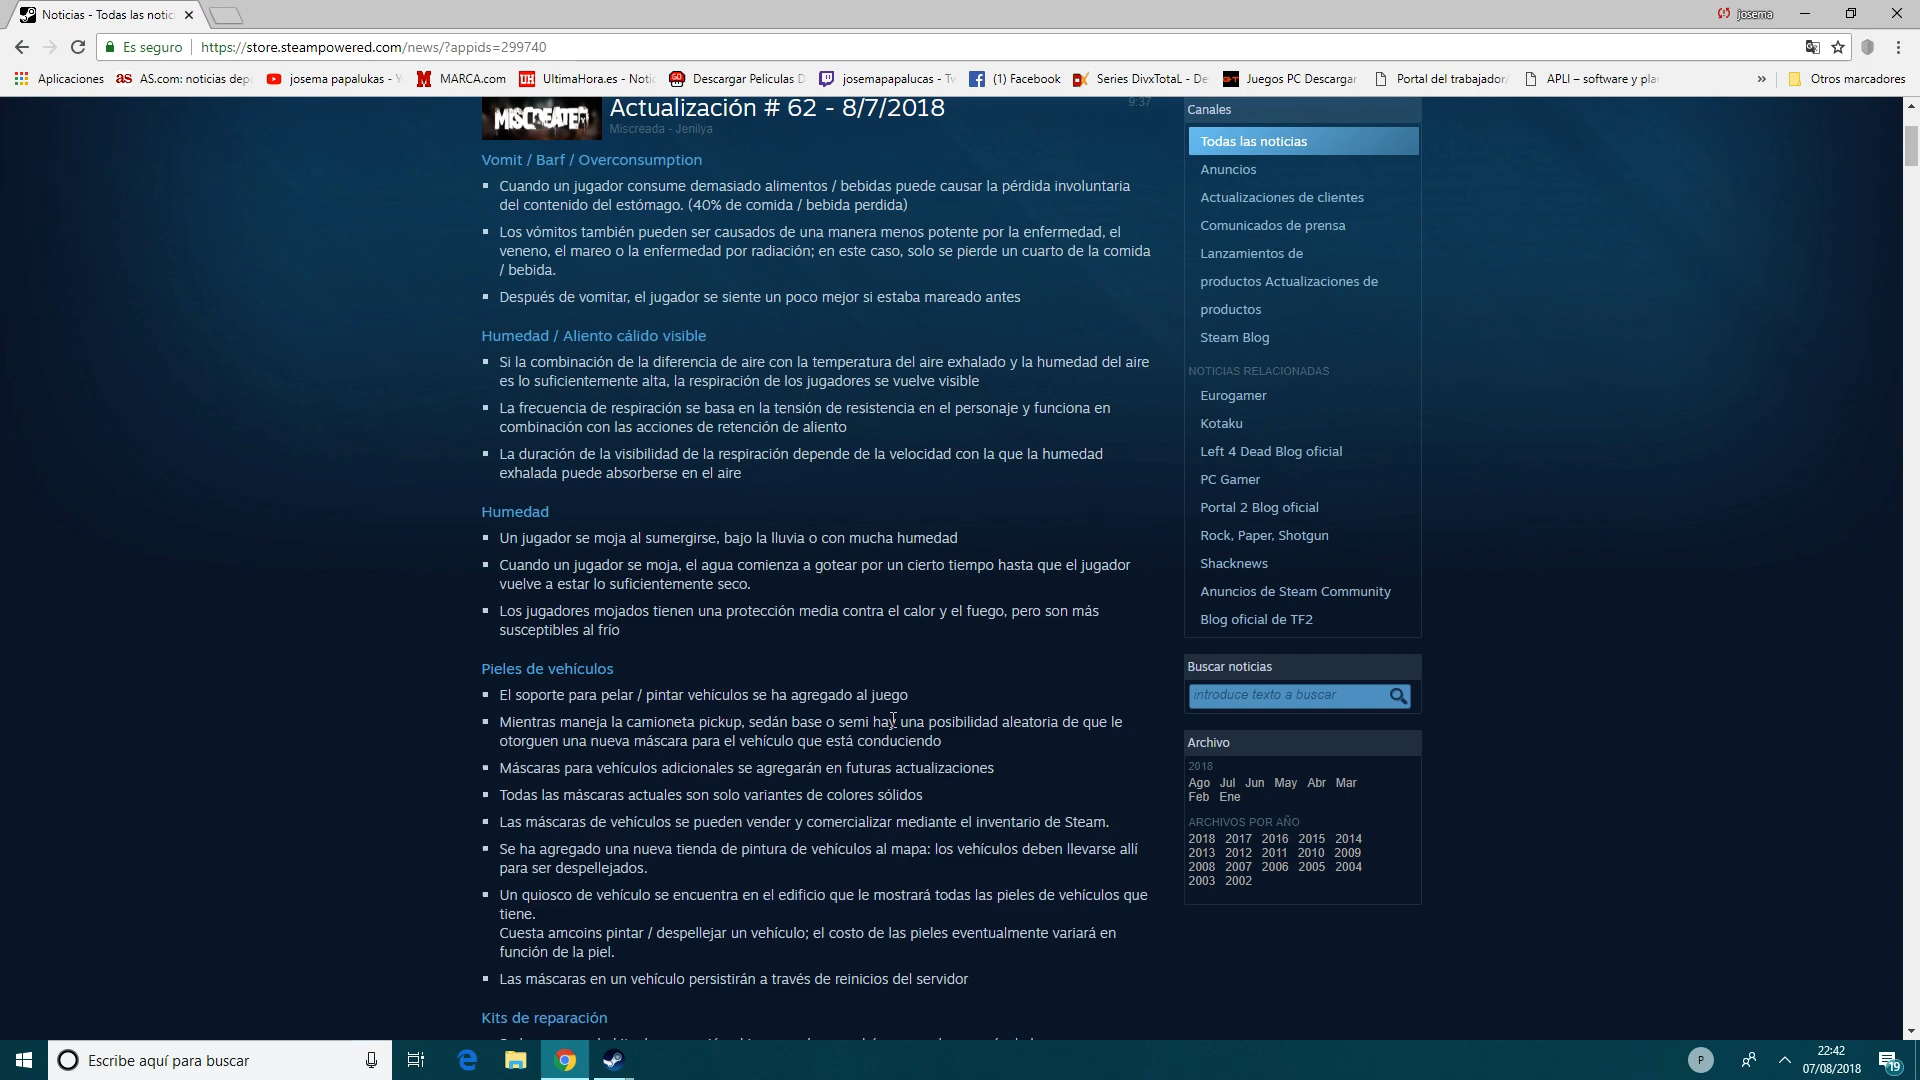 Noticias - Todas las notic
josema
Es seguro
https://store.steampowered.com/news/?appids=299740
Aplicaciones
AS.com: noticias dep
josema papalukas - Y
MARCA.com
UltimaHora.es - Notic
Descargar Peliculas D
josemapapalucas - Tw
(1) Facebook
Series DivxTotaL - De
Juegos PC Descargar
Portal del trabajador
APLI – software y plan
»
Otros marcadores
MISCREATED
Actualización # 62 - 8/7/2018
9:37
Miscreada - Jenilya
Vomit / Barf / Overconsumption
Cuando un jugador consume demasiado alimentos / bebidas puede causar la pérdida involuntaria
del contenido del estómago. (40% de comida / bebida perdida)
Los vómitos también pueden ser causados de una manera menos potente por la enfermedad, el
veneno, el mareo o la enfermedad por radiación; en este caso, solo se pierde un cuarto de la comida
/ bebida.
Después de vomitar, el jugador se siente un poco mejor si estaba mareado antes
Humedad / Aliento cálido visible
Si la combinación de la diferencia de aire con la temperatura del aire exhalado y la humedad del aire
es lo suficientemente alta, la respiración de los jugadores se vuelve visible
La frecuencia de respiración se basa en la tensión de resistencia en el personaje y funciona en
combinación con las acciones de retención de aliento
La duración de la visibilidad de la respiración depende de la velocidad con la que la humedad
exhalada puede absorberse en el aire
Humedad
Un jugador se moja al sumergirse, bajo la lluvia o con mucha humedad
Cuando un jugador se moja, el agua comienza a gotear por un cierto tiempo hasta que el jugador
vuelve a estar lo suficientemente seco.
Los jugadores mojados tienen una protección media contra el calor y el fuego, pero son más
susceptibles al frío
Pieles de vehículos
El soporte para pelar / pintar vehículos se ha agregado al juego
Mientras maneja la camioneta pickup, sedán base o semi hay una posibilidad aleatoria de que le
otorguen una nueva máscara para el vehículo que está conduciendo
Máscaras para vehículos adicionales se agregarán en futuras actualizaciones
Todas las máscaras actuales son solo variantes de colores sólidos
Las máscaras de vehículos se pueden vender y comercializar mediante el inventario de Steam.
Se ha agregado una nueva tienda de pintura de vehículos al mapa: los vehículos deben llevarse allí
para ser despellejados.
Un quiosco de vehículo se encuentra en el edificio que le mostrará todas las pieles de vehículos que
tiene.
Cuesta amcoins pintar / despellejar un vehículo; el costo de las pieles eventualmente variará en
función de la piel.
Las máscaras en un vehículo persistirán a través de reinicios del servidor
Kits de reparación
Canales
Todas las noticias
Anuncios
Actualizaciones de clientes
Comunicados de prensa
Lanzamientos de
productos Actualizaciones de
productos
Steam Blog
NOTICIAS RELACIONADAS
Eurogamer
Kotaku
Left 4 Dead Blog oficial
PC Gamer
Portal 2 Blog oficial
Rock, Paper, Shotgun
Shacknews
Anuncios de Steam Community
Blog oficial de TF2
Buscar noticias
introduce texto a buscar
Archivo
2018
Ago Jul Jun May Abr Mar
Feb Ene
ARCHIVOS POR AÑO
2018 2017 2016 2015 2014
2013 2012 2011 2010 2009
2008 2007 2006 2005 2004
2003 2002
Escribe aquí para buscar
P
22:42
07/08/2018
19